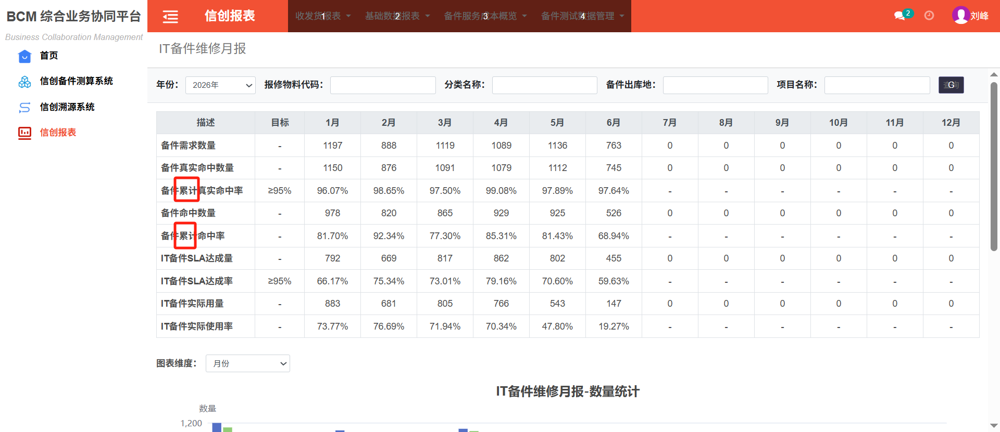 BCM 综合业务协同平台
Business Collaboration Management
首页
信创备件测算系统
信创溯源系统
信创报表
信创报表
收发货报表 1
基础数据报表 2
备件服务成本概览 3
备件测试数据管理 4
2
刘峰
IT备件维修月报
年份： 2026年 报修物料代码： 分类名称： 备件出库地： 项目名称： 查询 G
描述 目标 1月 2月 3月 4月 5月 6月 7月 8月 9月 10月 11月 12月
备件需求数量 - 1197 888 1119 1089 1136 763 0 0 0 0 0 0
备件真实命中数量 - 1150 876 1091 1079 1112 745 0 0 0 0 0 0
备件累计真实命中率 ≥95% 96.07% 98.65% 97.50% 99.08% 97.89% 97.64% - - - - - -
备件命中数量 - 978 820 865 929 925 526 0 0 0 0 0 0
备件累计命中率 - 81.70% 92.34% 77.30% 85.31% 81.43% 68.94% - - - - - -
IT备件SLA达成量 - 792 669 817 862 802 455 0 0 0 0 0 0
IT备件SLA达成率 ≥95% 66.17% 75.34% 73.01% 79.16% 70.60% 59.63% - - - - - -
IT备件实际用量 - 883 681 805 766 543 147 0 0 0 0 0 0
IT备件实际使用率 - 73.77% 76.69% 71.94% 70.34% 47.80% 19.27% - - - - - -
图表维度： 月份
IT备件维修月报-数量统计
数量
1,200